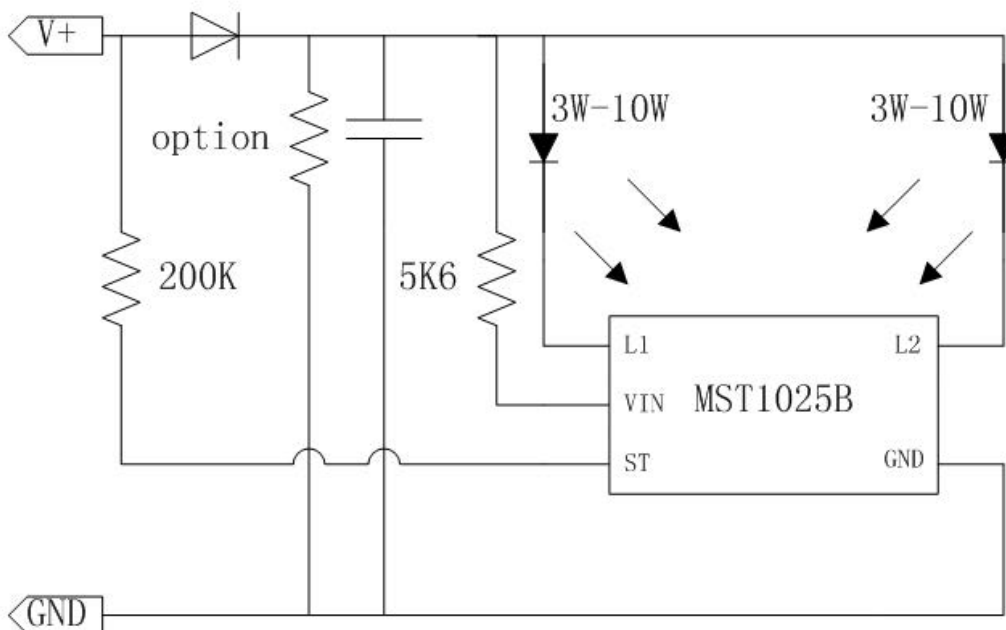 V+
3W-10W
3W-10W
option
200K
5K6
L1
L2
VIN
MST1025B
ST
GND
GND